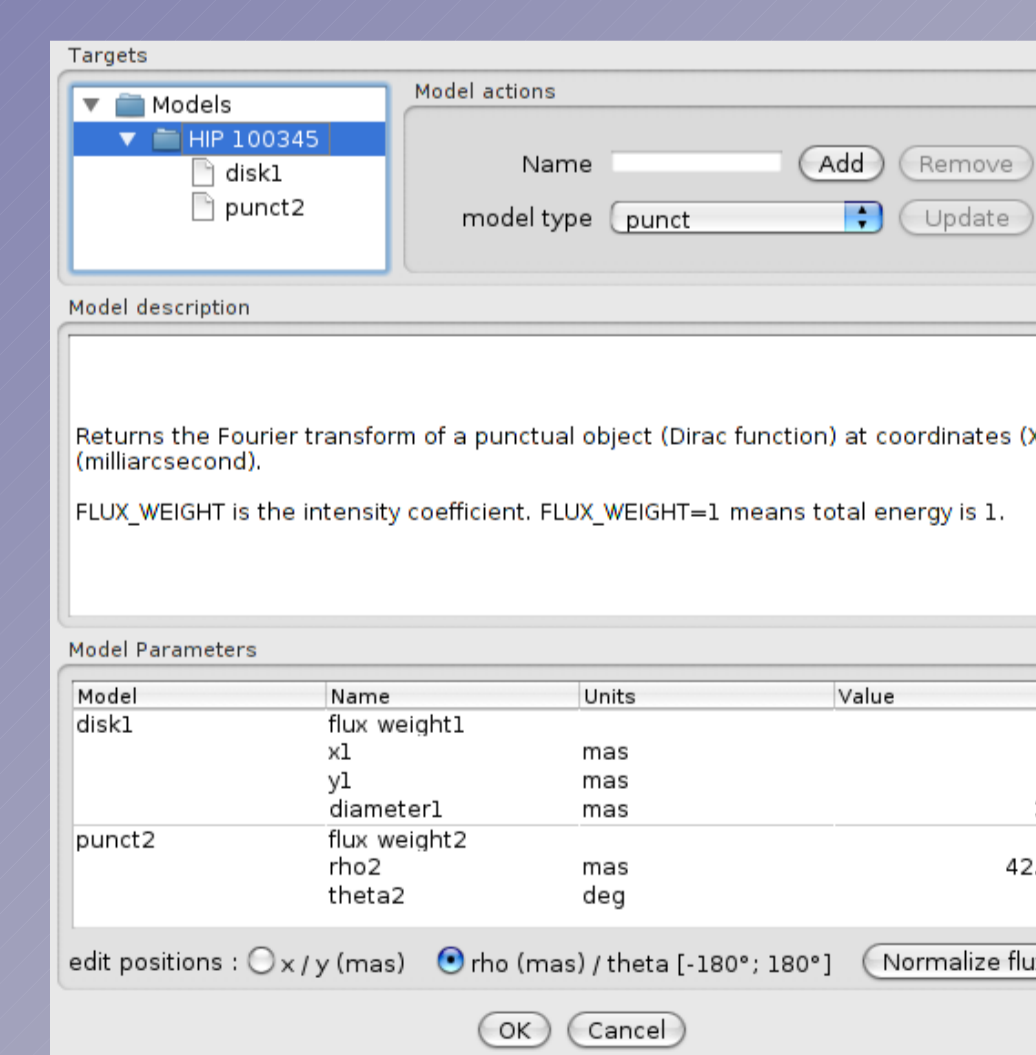 Targets
Models
HIP 100345
disk1
punct2
Model actions
Name Add Remove
model type punct Update
Model description
Returns the Fourier transform of a punctual object (Dirac function) at coordinates (X
(milliarcsecond).
FLUX_WEIGHT is the intensity coefficient. FLUX_WEIGHT=1 means total energy is 1.
Model Parameters
Model Name Units Value
disk1 flux weight1
x1 mas
y1 mas
diameter1 mas
punct2 flux weight2
rho2 mas 42.
theta2 deg
edit positions : x / y (mas) rho (mas) / theta [-180°; 180°] Normalize flu
OK Cancel